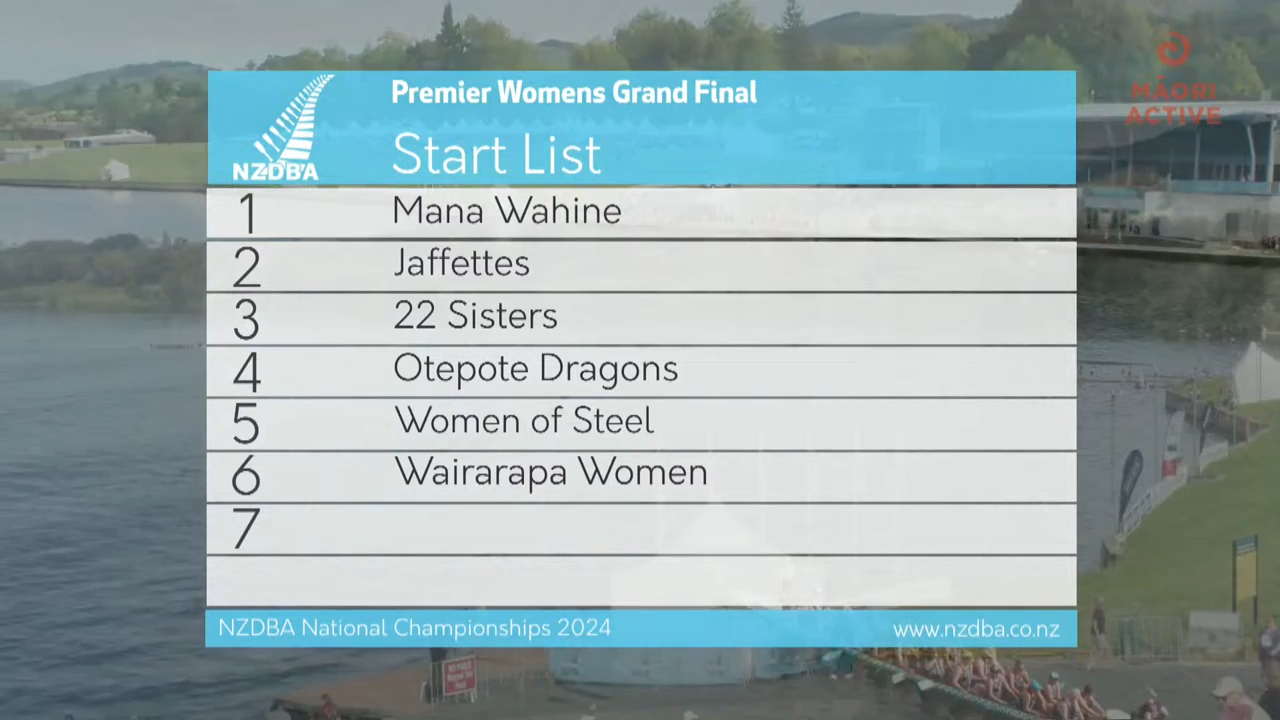 Premier Womens Grand Final
Start List
NZDBA
MĀORI
ACTIVE
1 Mana Wahine
2 Jaffettes
3 22 Sisters
4 Otepote Dragons
5 Women of Steel
6 Wairarapa Women
7
NZDBA National Championships 2024
www.nzdba.co.nz